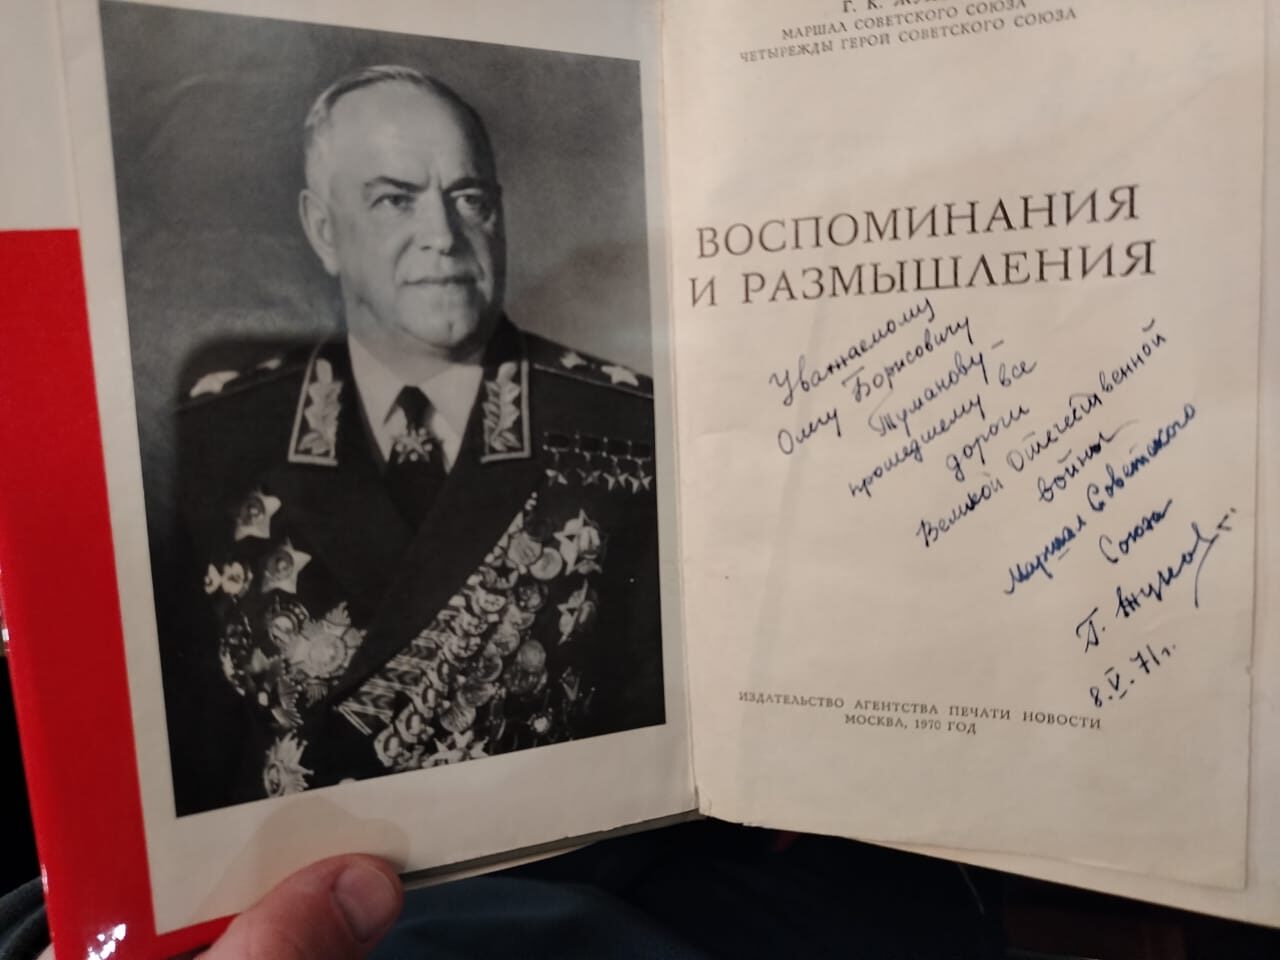 Г. К.
МАРШАЛ СОВЕТСКОГО СОЮЗА
ЧЕТЫРЕЖДЫ ГЕРОЙ СОВЕТСКОГО СОЮЗА
ВОСПОМИНАНИЯ
И РАЗМЫШЛЕНИЯ
Уважаемому
Олегу Борисовичу
Туманову –
прошедшему все
дороги
Великой Отечественной
войны
Маршал Советского
Союза
Г. Жуков
8.V.71г.
ИЗДАТЕЛЬСТВО АГЕНТСТВА ПЕЧАТИ НОВОСТИ
МОСКВА, 1970 ГОД